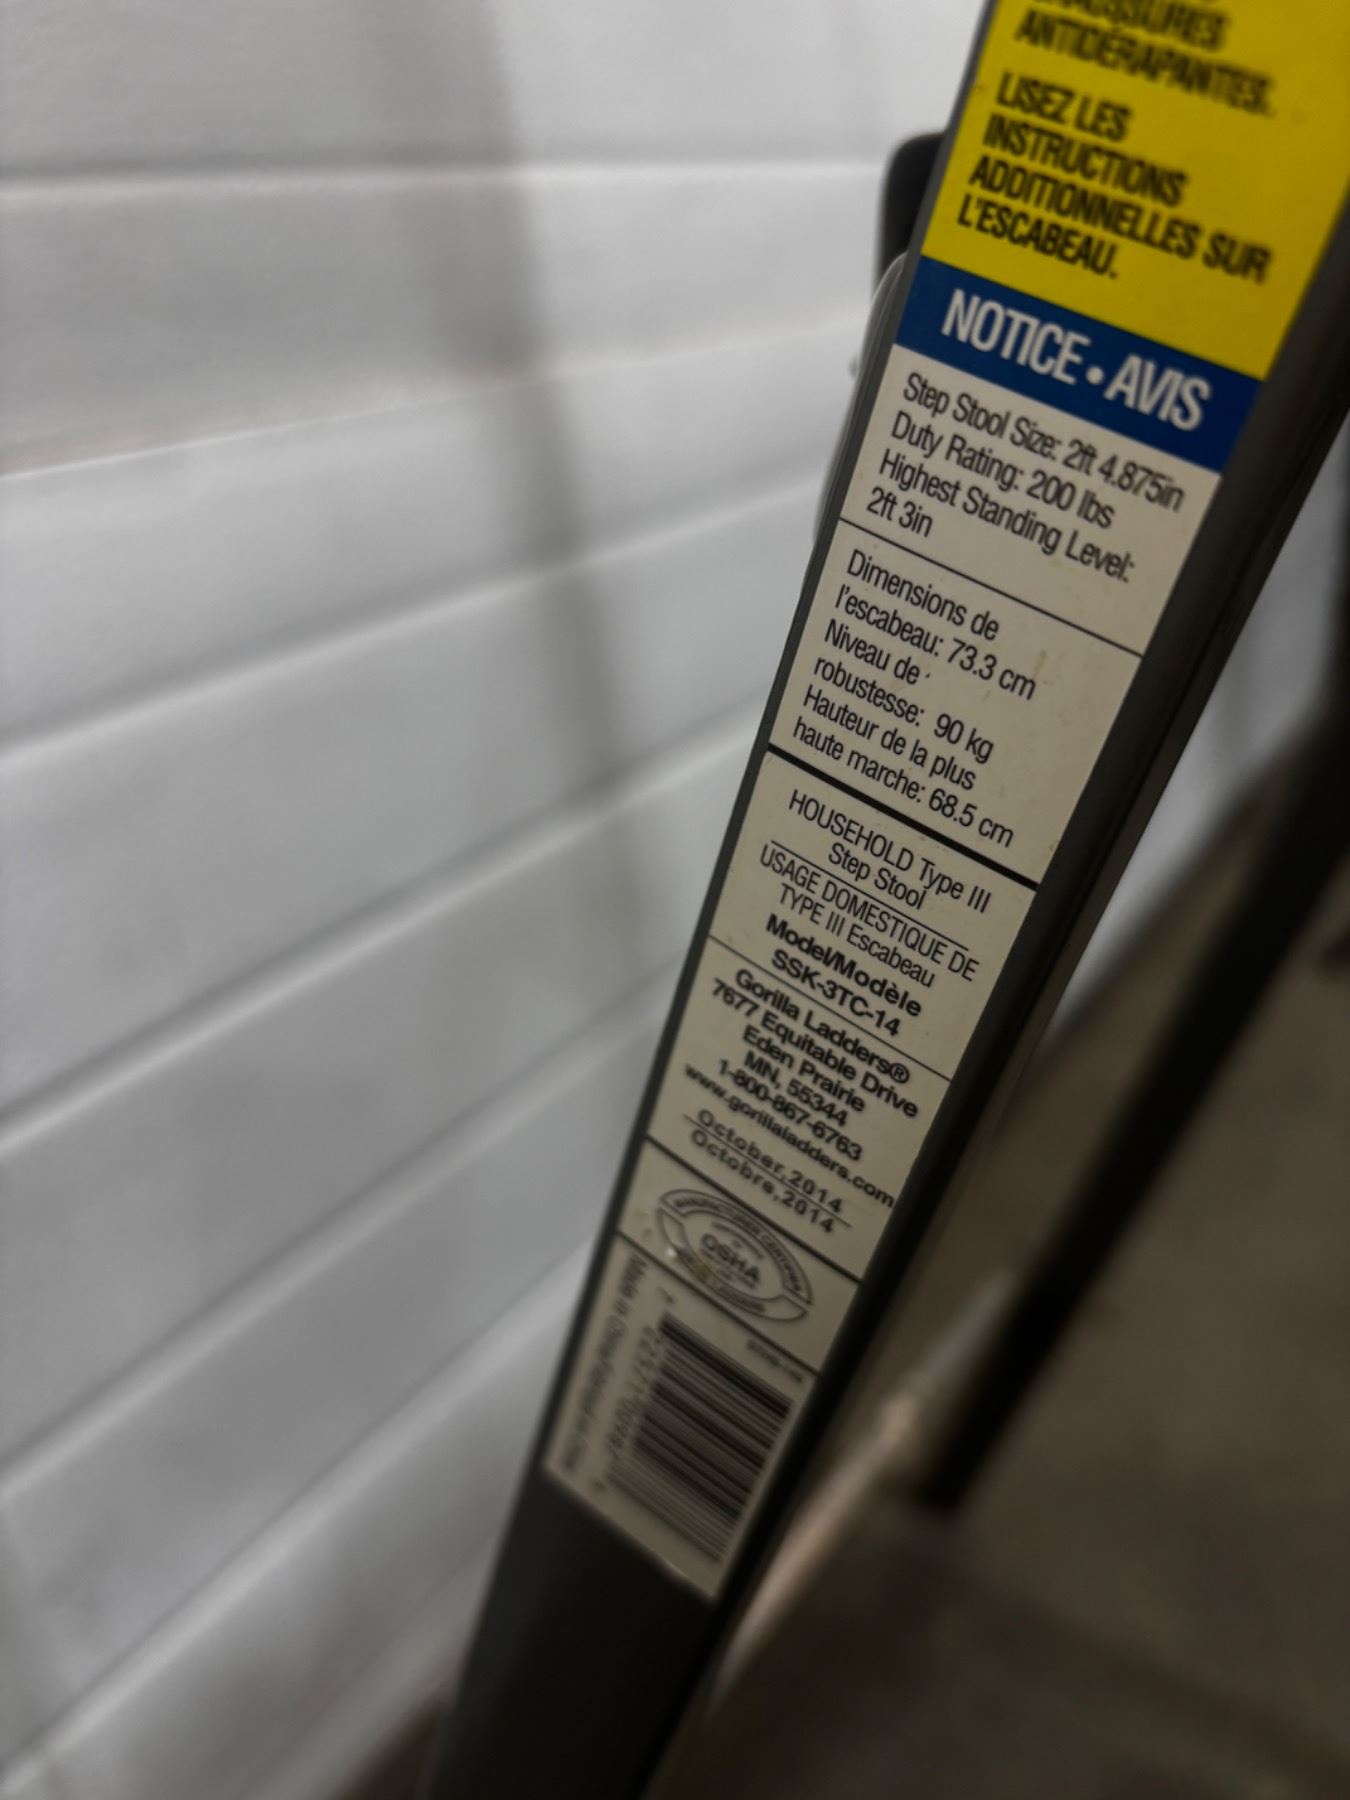 CHAUSSURES
ANTIDÉRAPANTES.
LISEZ LES
INSTRUCTIONS
ADDITIONNELLES SUR
L'ESCABEAU.
NOTICE • AVIS
Step Stool Size: 2ft 4.875in
Duty Rating: 200 lbs
Highest Standing Level:
2ft 3in
Dimensions de
l'escabeau: 73.3 cm
Niveau de
robustesse: 90 kg
Hauteur de la plus
haute marche: 68.5 cm
HOUSEHOLD Type III
Step Stool
USAGE DOMESTIQUE DE
TYPE III Escabeau
Model/Modèle
SSK-3TC-14
Gorilla Ladders®
7677 Equitable Drive
Eden Prairie
MN, 55344
1-800-867-6763
www.gorillaladders.com
October,2014
Octobre,2014
OSHA
Made in